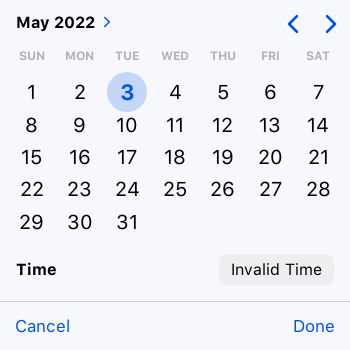 May 2022
SUN MON TUE WED THU FRI SAT
1 2 3 4 5 6 7
8 9 10 11 12 13 14
15 16 17 18 19 20 21
22 23 24 25 26 27 28
29 30 31
Time Invalid Time
Cancel Done